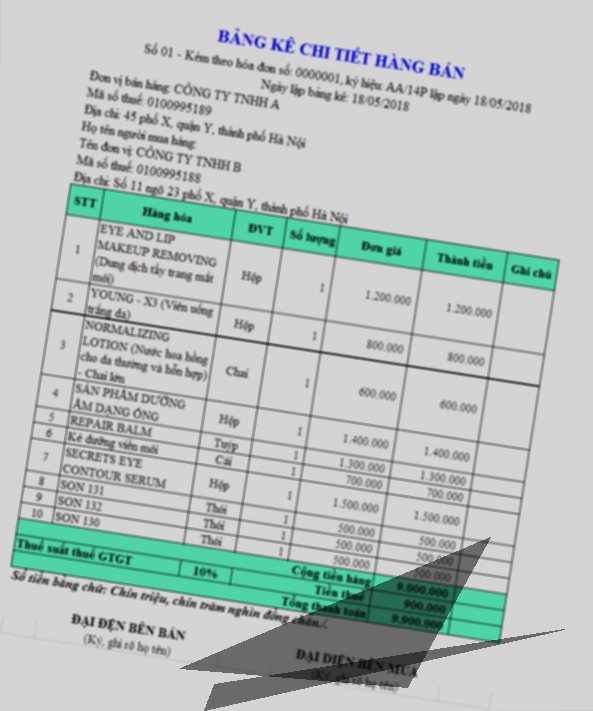 BẢNG KÊ CHI TIẾT HÀNG BÁN
Số 01 - Kèm theo hóa đơn số: 0000001, ký hiệu: AA/14P lập ngày 18/05/2018
Ngày lập bảng kê: 18/05/2018
Đơn vị bán hàng: CÔNG TY TNHH A
Mã số thuế: 0100995189
Địa chỉ: 45 phố X, quận Y, thành phố Hà Nội
Họ tên người mua hàng:
Tên đơn vị: CÔNG TY TNHH B
Mã số thuế: 0100995188
Địa chỉ: Số 11 ngõ 23 phố X, quận Y, thành phố Hà Nội
STT Hàng hóa ĐVT Số lượng Đơn giá Thành tiền Ghi chú
1 EYE AND LIP MAKEUP REMOVING (Dung dịch tẩy trang mắt môi) Hộp 1 1.200.000 1.200.000
2 YOUNG - X3 (Viên uống trắng da) Hộp 1 800.000 800.000
3 NORMALIZING LOTION (Nước hoa hồng cho da thường và hỗn hợp) - Chai lớn Chai 1 600.000 600.000
4 SẢN PHẨM DƯỠNG ẨM DẠNG ỐNG Hộp 1 1.400.000 1.400.000
5 REPAIR BALM Tuýp 1 1.300.000 1.300.000
6 Kẻ đường viền môi Cái 1 700.000 700.000
7 SECRETS EYE CONTOUR SERUM Hộp 1 1.500.000 1.500.000
8 SON 131 Thỏi 1 500.000 500.000
9 SON 132 Thỏi 1 500.000 500.000
10 SON 130 Thỏi 1 500.000 500.000
Cộng tiền hàng 9.000.000
Thuế suất thuế GTGT 10% Tiền thuế 900.000
Tổng thanh toán 9.900.000
Số tiền bằng chữ: Chín triệu, chín trăm nghìn đồng chẵn./.
ĐẠI DIỆN BÊN BÁN
(Ký, ghi rõ họ tên)
ĐẠI DIỆN BÊN MUA
(Ký, ghi rõ họ tên)